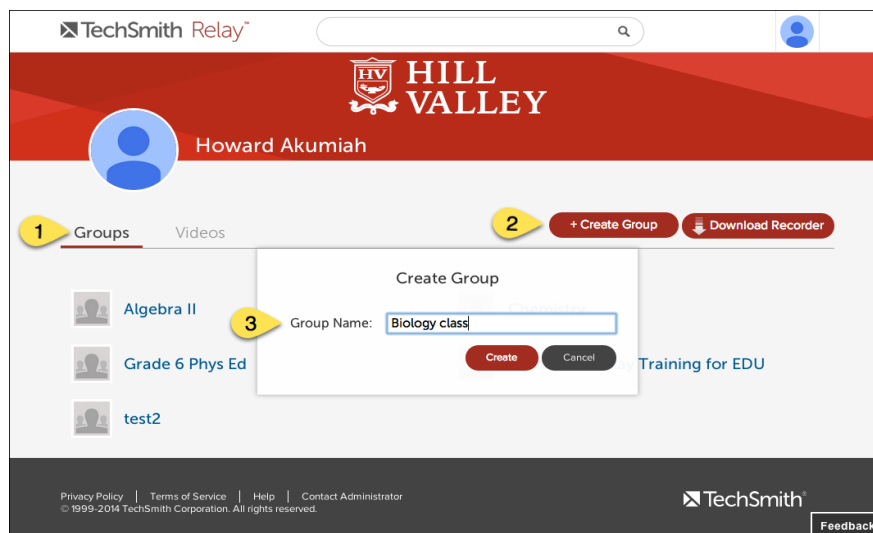 TechSmith Relay™
HV HILL
VALLEY
Howard Akumiah
1 Groups Videos 2 + Create Group Download Recorder
Create Group
Algebra II Chemistry
3 Group Name: Biology class
Create Cancel
Grade 6 Phys Ed Training for EDU
test2
Privacy Policy | Terms of Service | Help | Contact Administrator
© 1999-2014 TechSmith Corporation. All rights reserved.
TechSmith®
Feedback